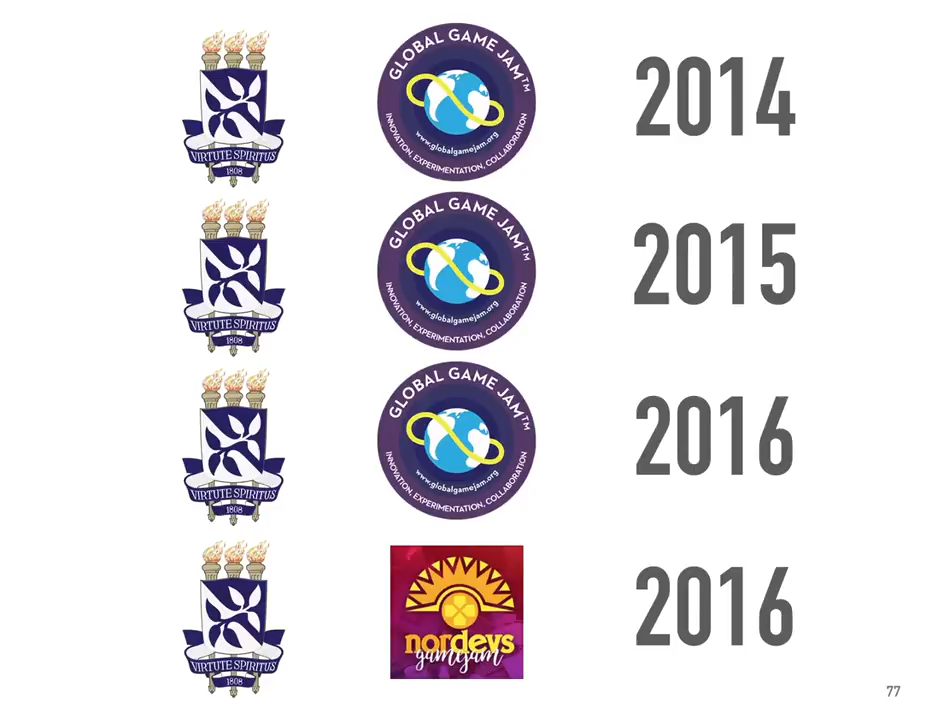 GLOBAL GAME JAM™
www.globalgamejam.org
INNOVATION, EXPERIMENTATION, COLLABORATION
VIRTUTE SPIRITUS
1808
2014
GLOBAL GAME JAM™
www.globalgamejam.org
INNOVATION, EXPERIMENTATION, COLLABORATION
VIRTUTE SPIRITUS
1808
2015
GLOBAL GAME JAM™
www.globalgamejam.org
INNOVATION, EXPERIMENTATION, COLLABORATION
VIRTUTE SPIRITUS
1808
2016
VIRTUTE SPIRITUS
1808
nordevs
gamejam
2016
77